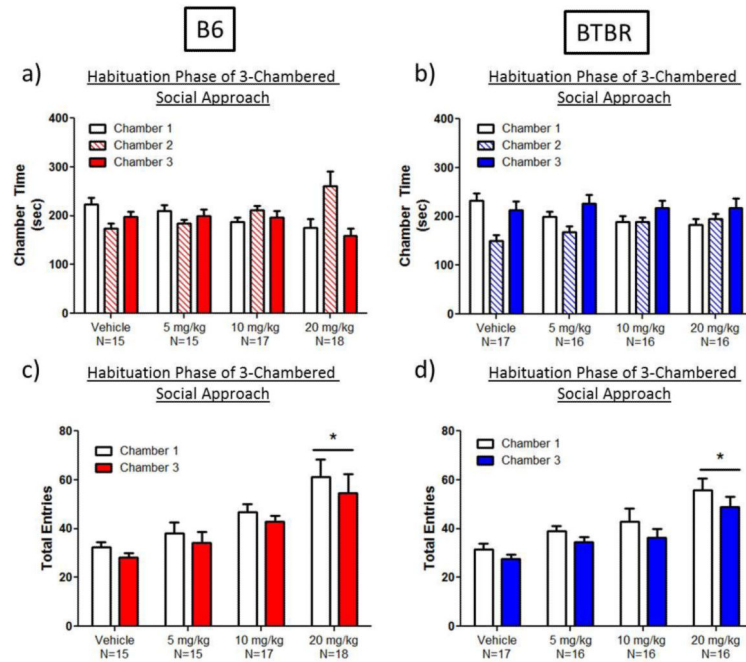 B6
BTBR
a)
Habituation Phase of 3-Chambered
Social Approach
Chamber Time
(sec)
400
300
200
100
0
Chamber 1
Chamber 2
Chamber 3
Vehicle 5 mg/kg 10 mg/kg 20 mg/kg
N=15 N=15 N=17 N=18
b)
Habituation Phase of 3-Chambered
Social Approach
Chamber Time
(sec)
400
300
200
100
0
Chamber 1
Chamber 2
Chamber 3
Vehicle 5 mg/kg 10 mg/kg 20 mg/kg
N=17 N=16 N=16 N=16
c)
Habituation Phase of 3-Chambered
Social Approach
Total Entries
80
60
40
20
0
Chamber 1
Chamber 3
*
Vehicle 5 mg/kg 10 mg/kg 20 mg/kg
N=15 N=15 N=17 N=18
d)
Habituation Phase of 3-Chambered
Social Approach
Total Entries
80
60
40
20
0
Chamber 1
Chamber 3
*
Vehicle 5 mg/kg 10 mg/kg 20 mg/kg
N=17 N=16 N=16 N=16